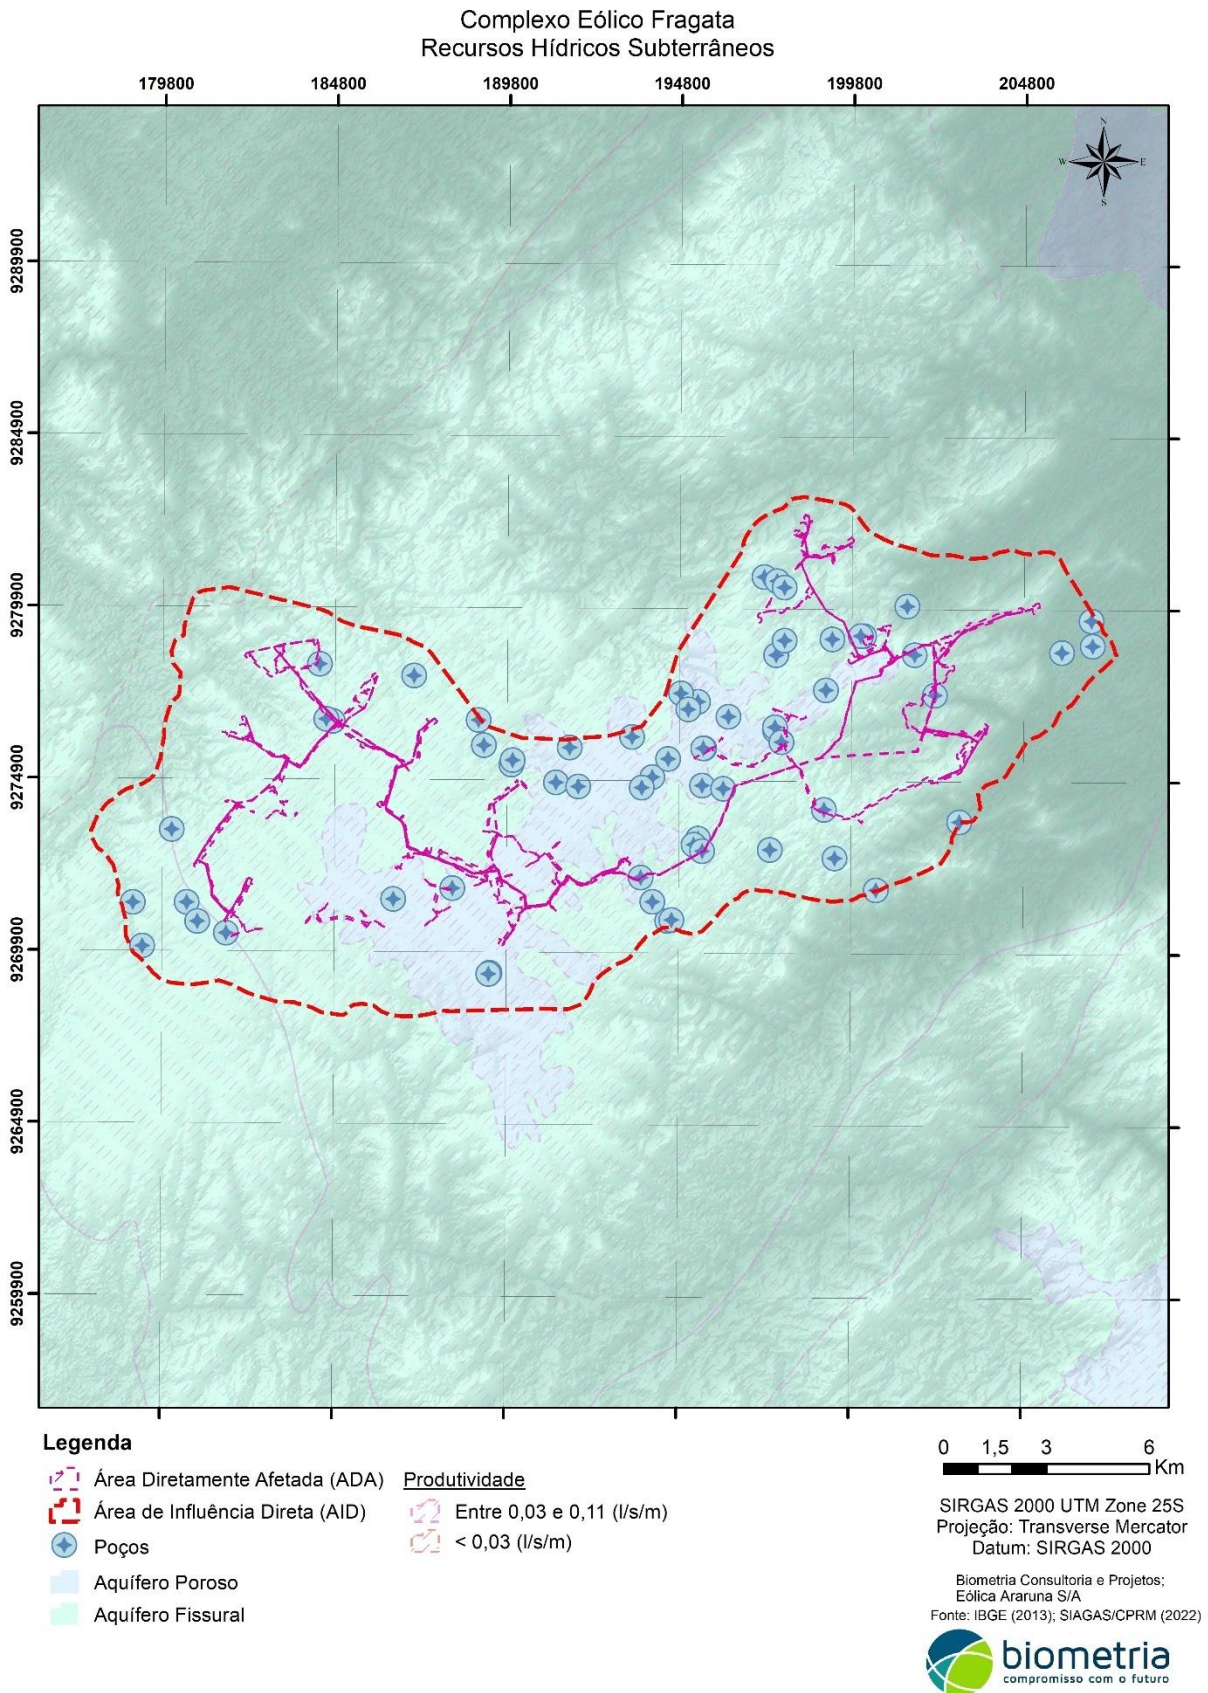 Complexo Eólico Fragata
Recursos Hídricos Subterrâneos
179800 184800 189800 194800 199800 204800
N
W E
S
9289900
9284900
9279900
9274900
9269900
9264900
9259900
Legenda
Área Diretamente Afetada (ADA)
Área de Influência Direta (AID)
Poços
Aquífero Poroso
Aquífero Fissural
Produtividade
Entre 0,03 e 0,11 (l/s/m)
< 0,03 (l/s/m)
0 1,5 3 6
Km
SIRGAS 2000 UTM Zone 25S
Projeção: Transverse Mercator
Datum: SIRGAS 2000
Biometria Consultoria e Projetos;
Eólica Araruna S/A
Fonte: IBGE (2013); SIAGAS/CPRM (2022)
biometria
compromisso com o futuro